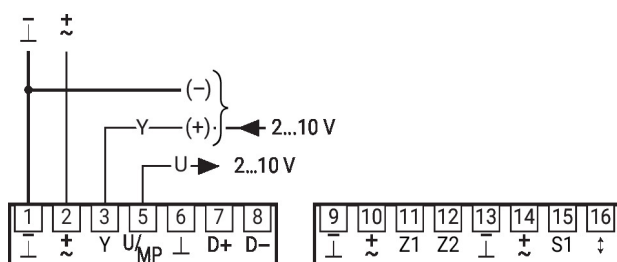 – +
⊥ ~
(–)
Y (+) 2...10 V
U 2...10 V
1 2 3 5 6 7 8 9 10 11 12 13 14 15 16
– + Y U/MP ⊥ D+ D– – + Z1 Z2 – + S1 ↕
⊥ ~ ⊥ ~ ⊥ ~